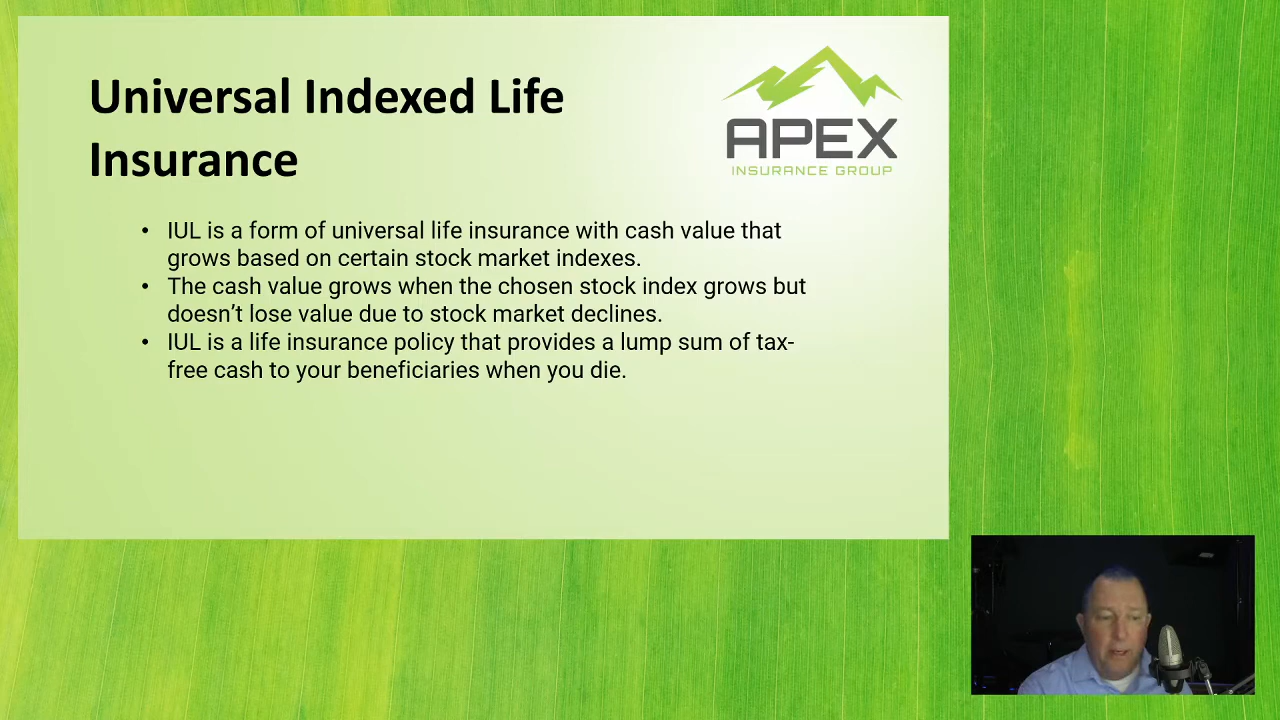 Universal Indexed Life
Insurance
APEX
INSURANCE GROUP
• IUL is a form of universal life insurance with cash value that
grows based on certain stock market indexes.
• The cash value grows when the chosen stock index grows but
doesn’t lose value due to stock market declines.
• IUL is a life insurance policy that provides a lump sum of tax-
free cash to your beneficiaries when you die.